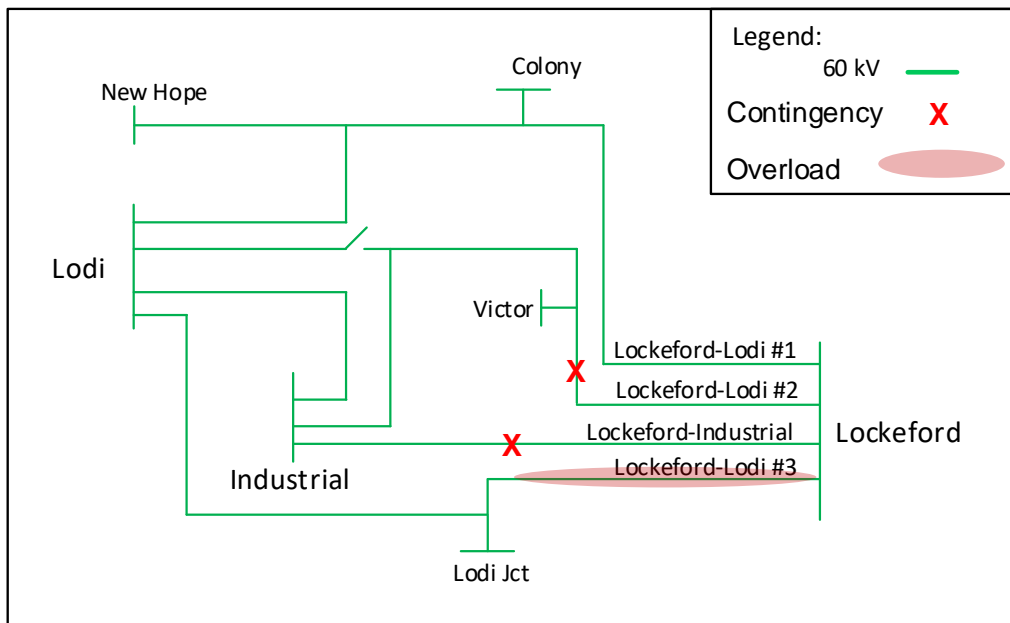 Legend:
60 kV
Contingency
X
Overload
Colony
New Hope
Lodi
Victor
X
Lockeford-Lodi #1
Lockeford-Lodi #2
Lockeford-Industrial
Lockeford
X
Lockeford-Lodi #3
Industrial
Lodi Jct